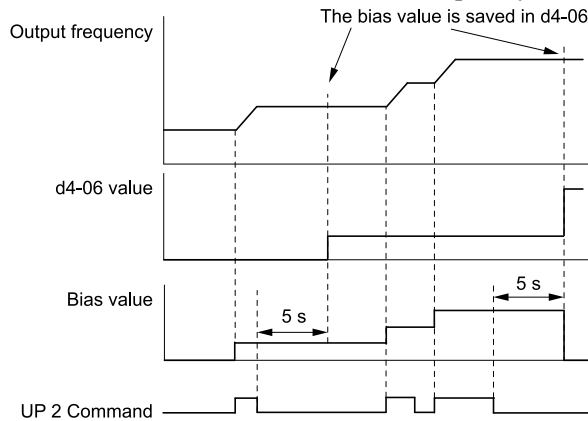 The bias value is saved in d4-06
Output frequency
d4-06 value
Bias value
5 s
5 s
UP 2 Command